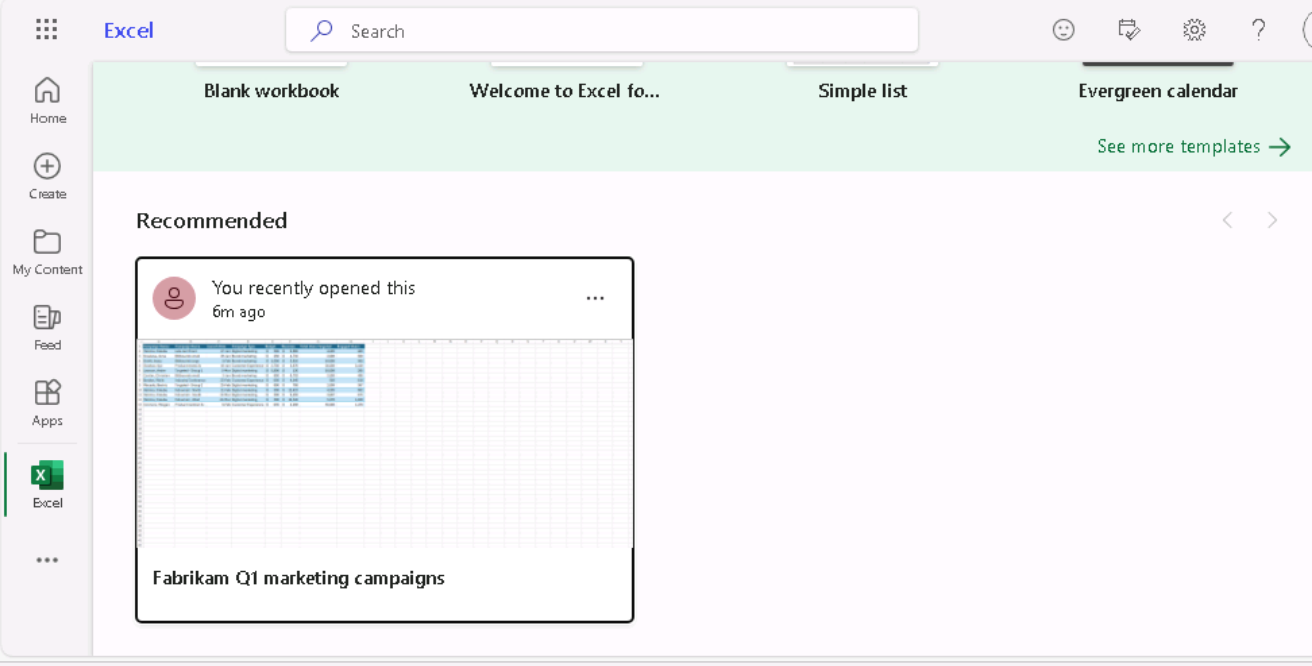 Excel
Search
Home
Create
My Content
Feed
Apps
Excel
Blank workbook
Welcome to Excel fo...
Simple list
Evergreen calendar
See more templates
Recommended
You recently opened this
6m ago
Fabrikam Q1 marketing campaigns